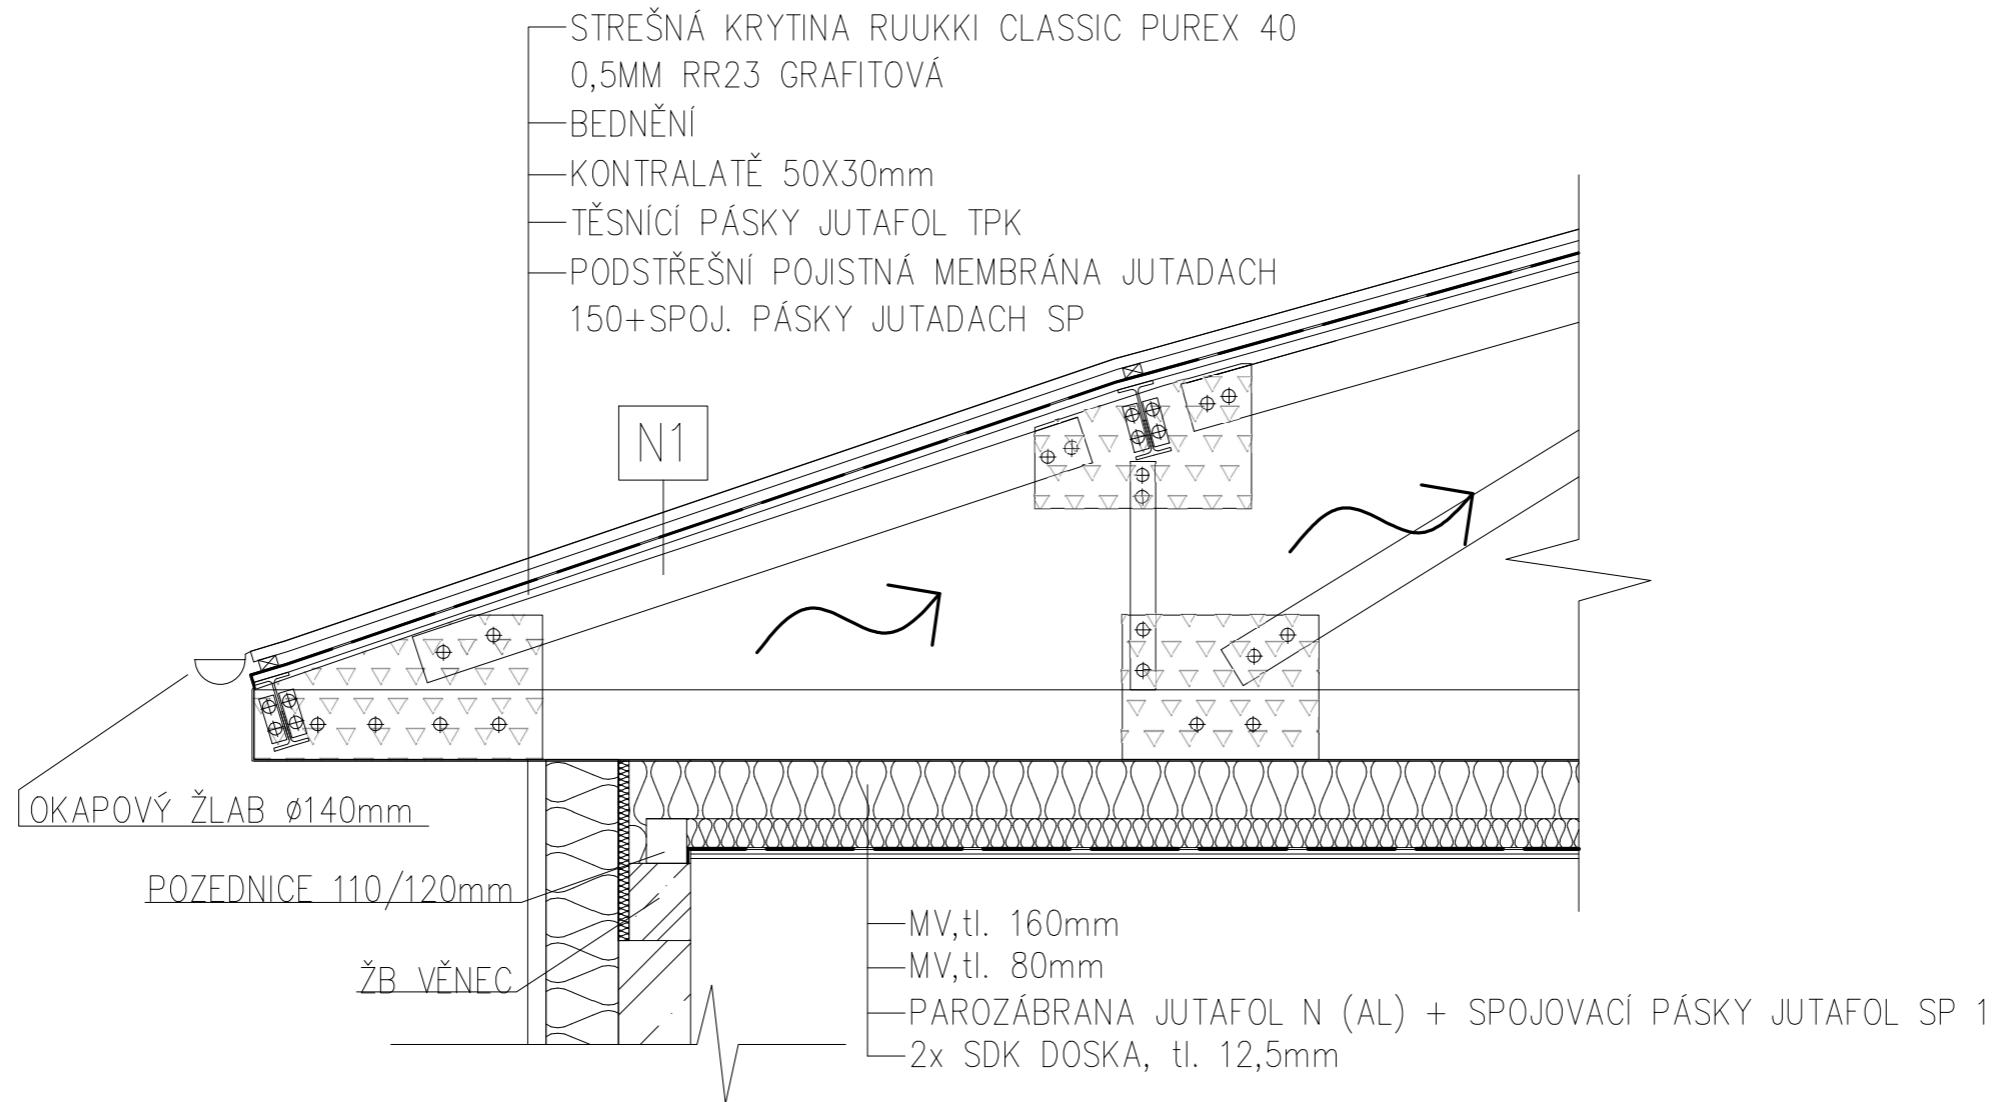 STREŠNÁ KRYTINA RUUKKI CLASSIC PUREX 40
0,5MM RR23 GRAFITOVÁ
BEDNĚNÍ
KONTRALATĚ 50X30mm
TĚSNÍCÍ PÁSKY JUTAFOL TPK
PODSTŘEŠNÍ POJISTNÁ MEMBRÁNA JUTADACH
150+SPOJ. PÁSKY JUTADACH SP
N1
OKAPOVÝ ŽLAB ø140mm
POZEDNICE 110/120mm
ŽB VĚNEC
MV,tl. 160mm
MV,tl. 80mm
PAROZÁBRANA JUTAFOL N (AL) + SPOJOVACÍ PÁSKY JUTAFOL SP 1
2x SDK DOSKA, tl. 12,5mm